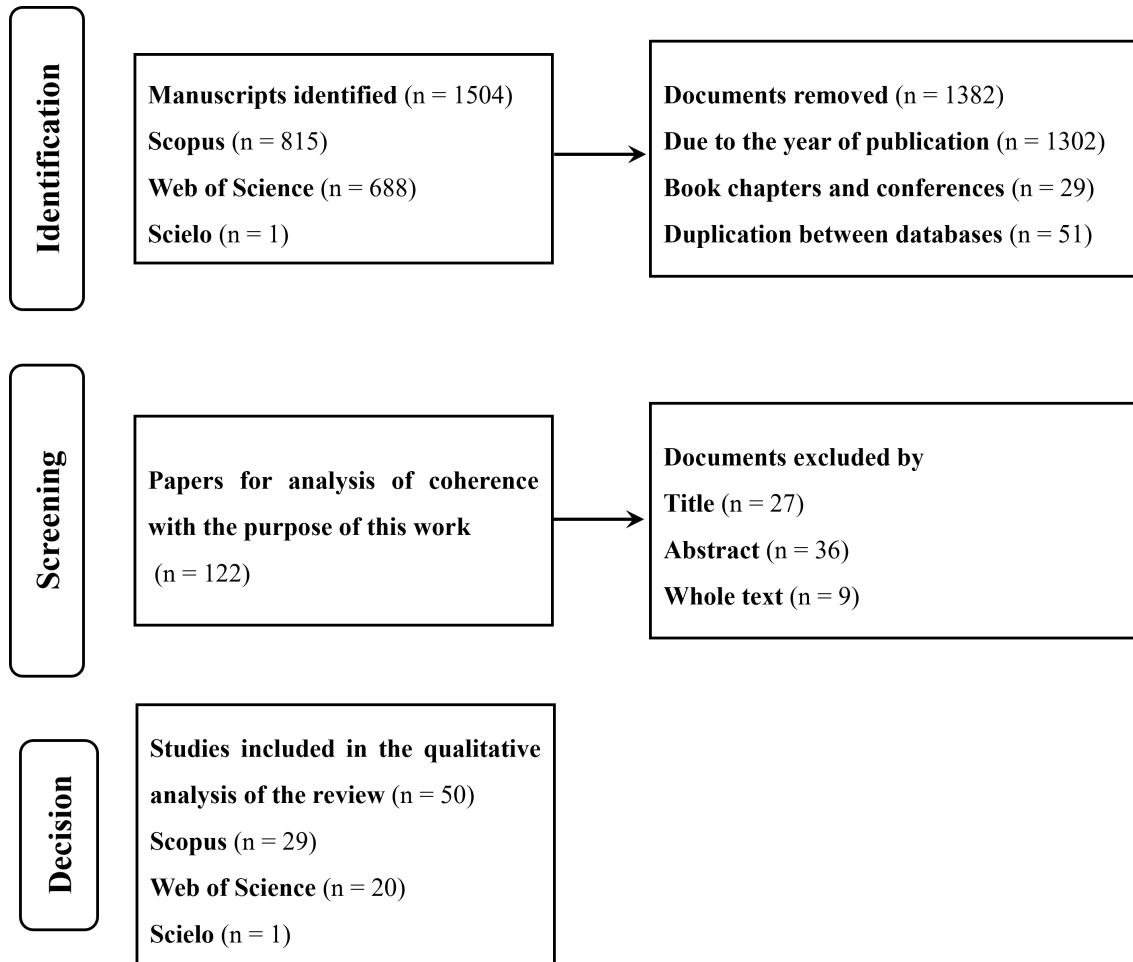 Identification
Manuscripts identified (n = 1504)
Scopus (n = 815)
Web of Science (n = 688)
Scielo (n = 1)
Documents removed (n = 1382)
Due to the year of publication (n = 1302)
Book chapters and conferences (n = 29)
Duplication between databases (n = 51)
Screening
Papers for analysis of coherence
with the purpose of this work
(n = 122)
Documents excluded by
Title (n = 27)
Abstract (n = 36)
Whole text (n = 9)
Decision
Studies included in the qualitative
analysis of the review (n = 50)
Scopus (n = 29)
Web of Science (n = 20)
Scielo (n = 1)